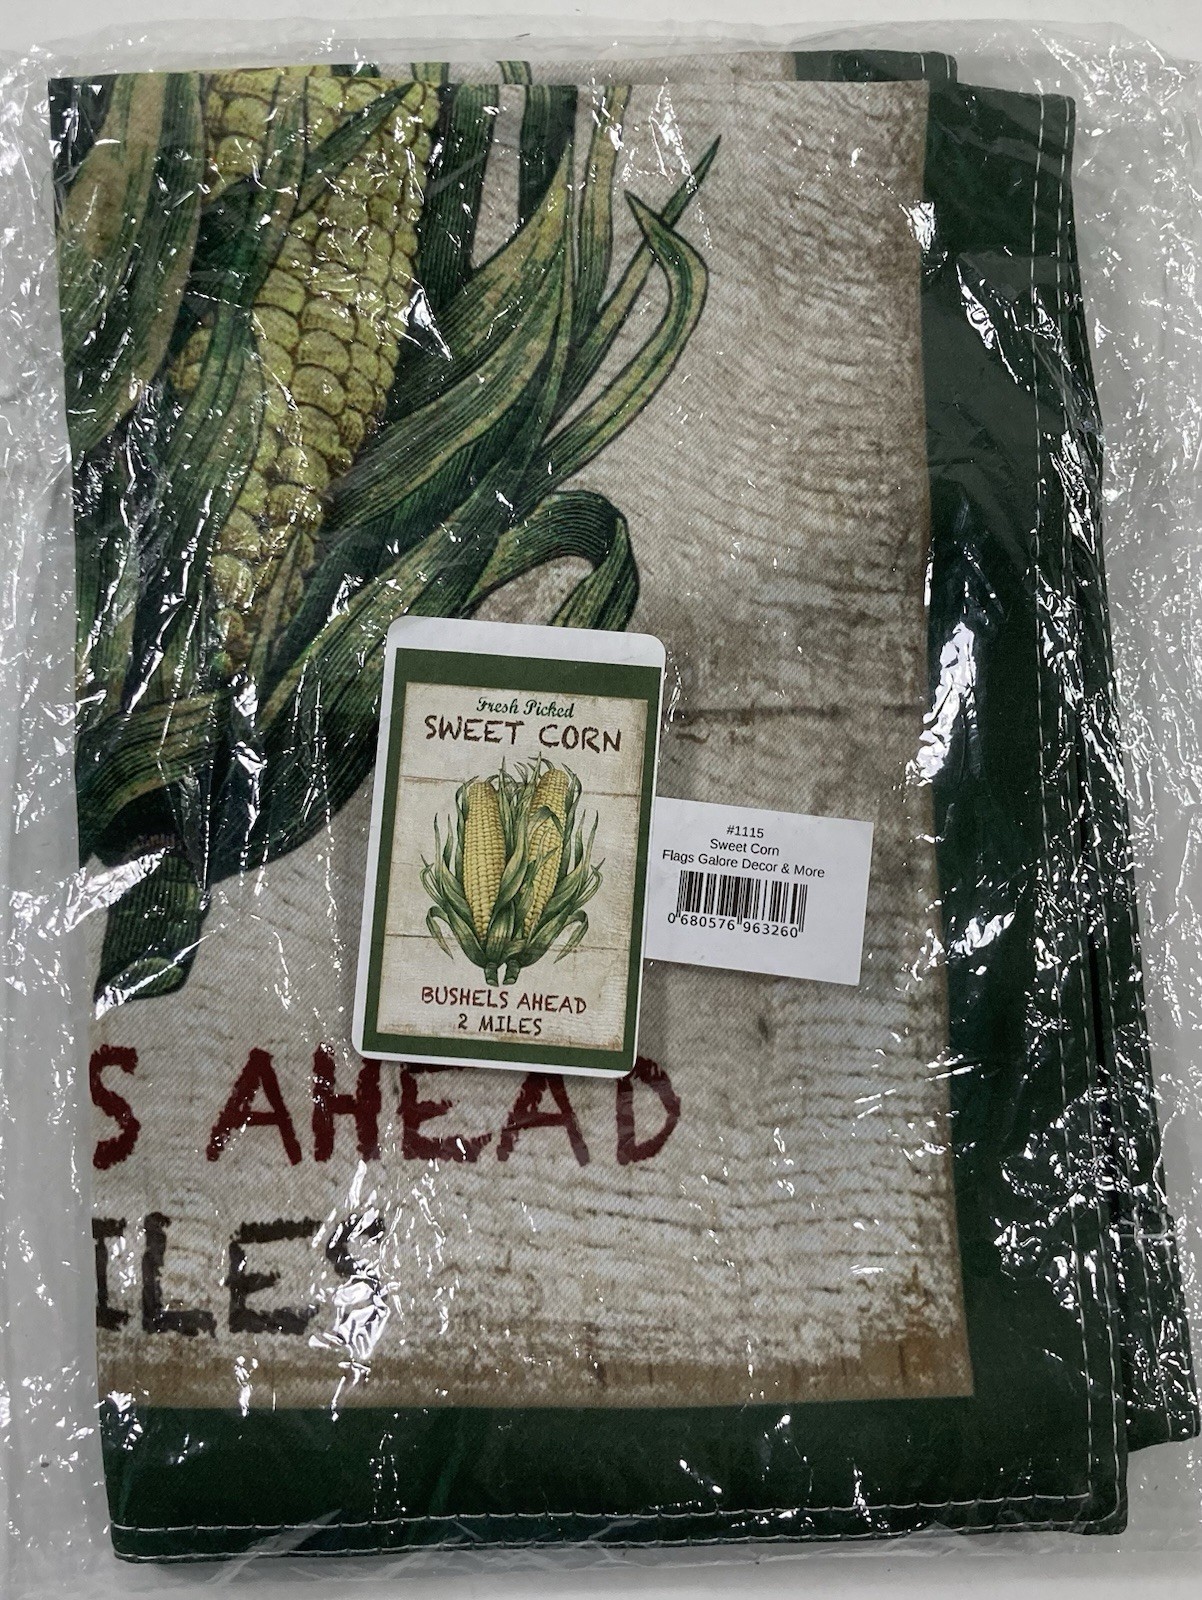 Fresh Picked
SWEET CORN
BUSHELS AHEAD
2 MILES
#1115
Sweet Corn
Flags Galore Decor & More
0 680576 963260
S AHEAD
ILES